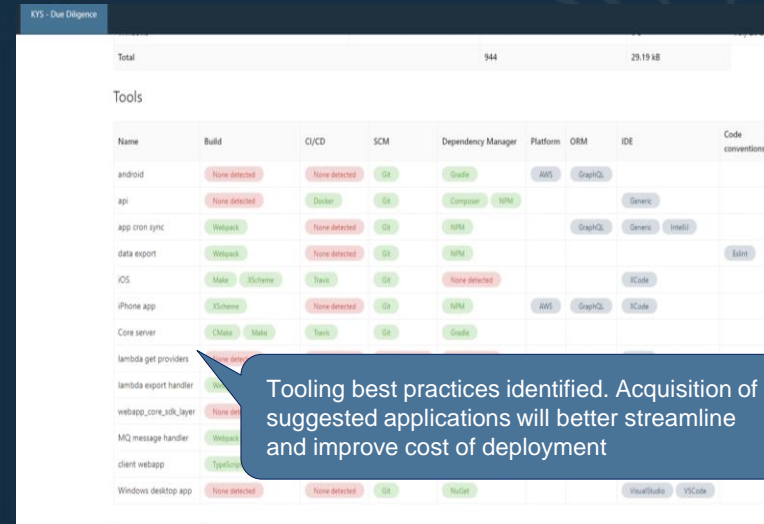 KYS - Due Diligence
Total 944 29.19 kB
Tools
Name Build CI/CD SCM Dependency Manager Platform ORM IDE Code conventions
android None detected None detected Git Gradle AWS GraphQL
api None detected Docker Git Composer NPM Generic
app cron sync Webpack None detected Git NPM GraphQL Generic IntelliJ
data export Webpack None detected Git NPM Eslint
iOS Make XScheme Travis Git None detected XCode
iPhone app XScheme None detected Git NPM AWS GraphQL XCode
Core server CMake Make Travis Git Gradle
lambda get providers None detected
lambda export handler
webapp_core_sdk_layer None
MQ message handler Webpack
client webapp TypeScript
Windows desktop app None detected None detected Git NuGet VisualStudio VSCode
Tooling best practices identified. Acquisition of
suggested applications will better streamline
and improve cost of deployment